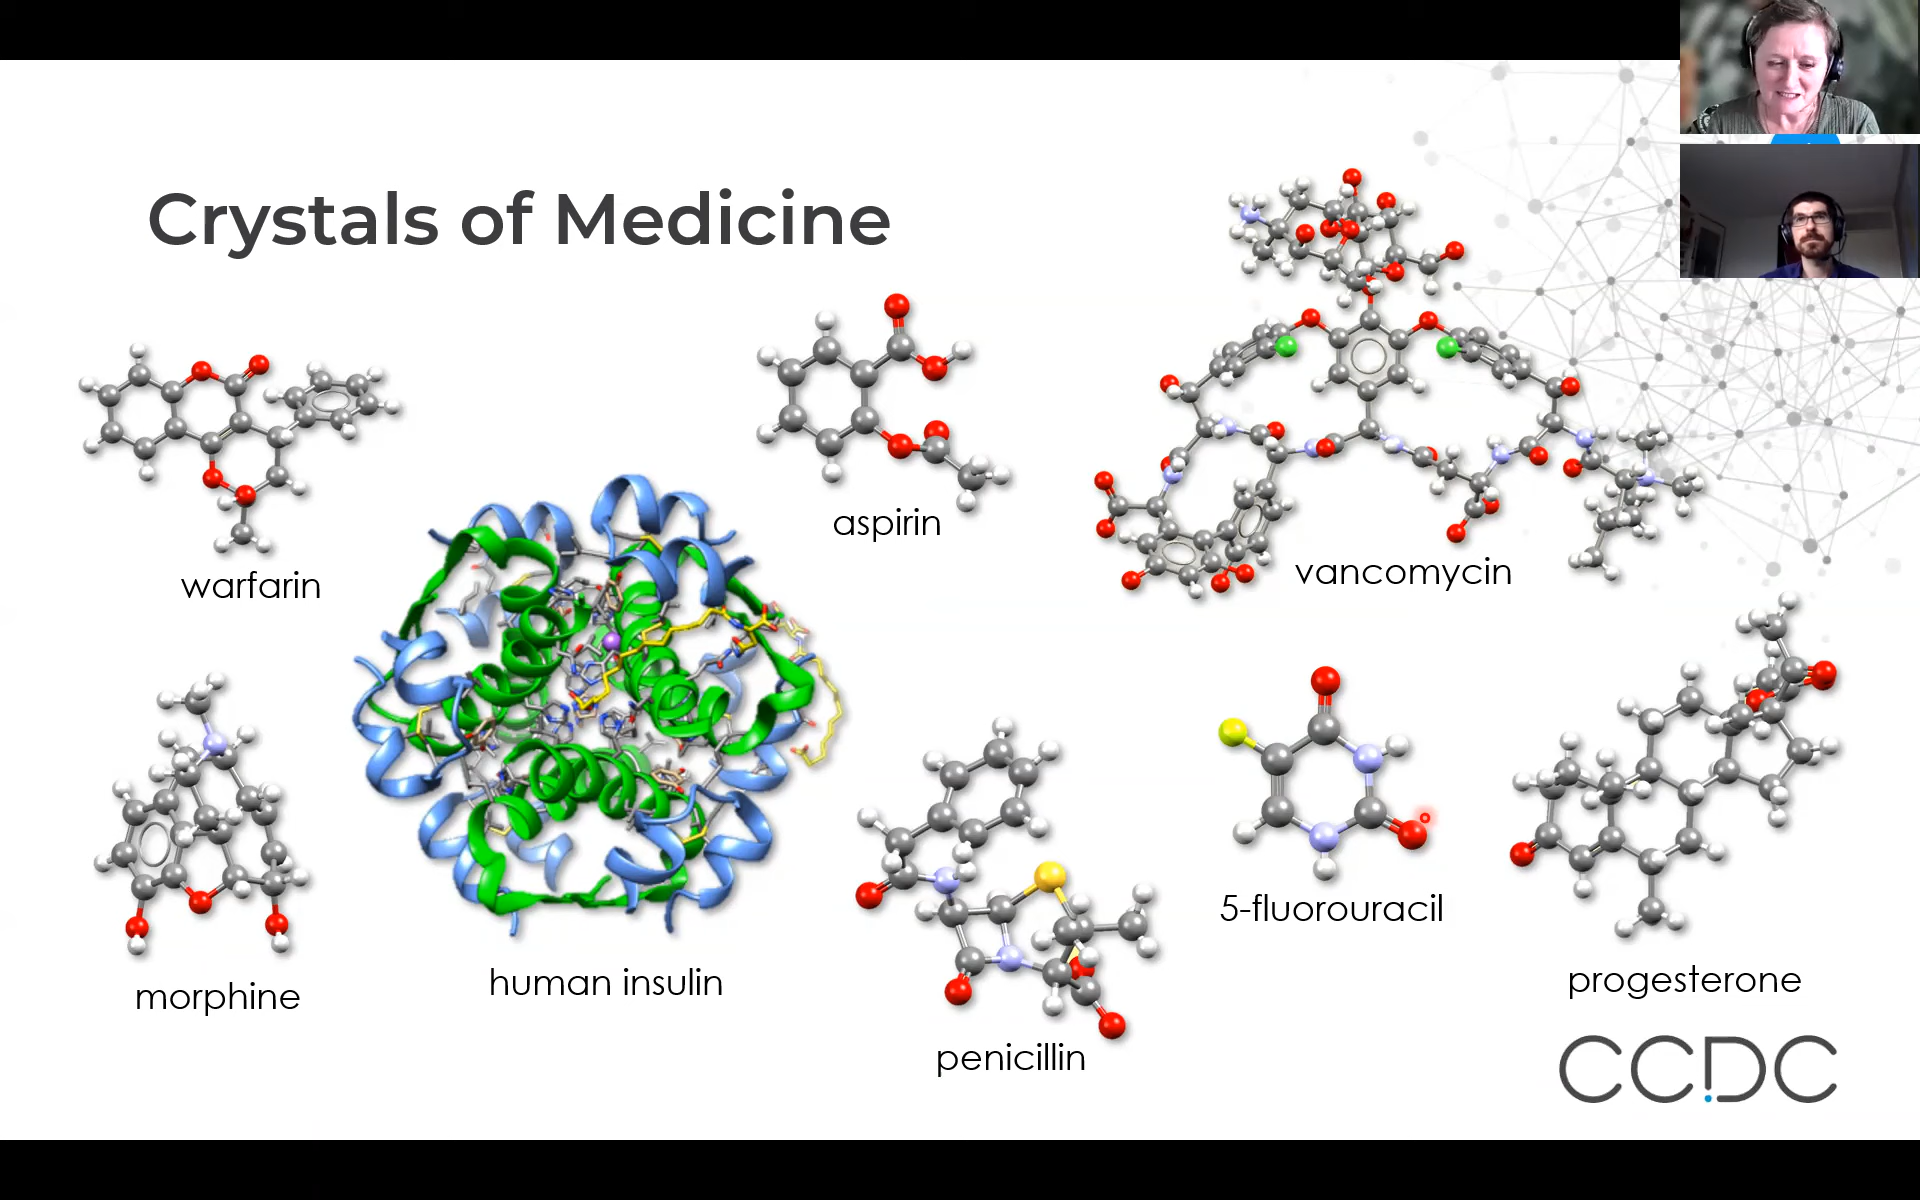 Crystals of Medicine
aspirin
vancomycin
warfarin
5-fluorouracil
morphine
human insulin
penicillin
progesterone
CCDC